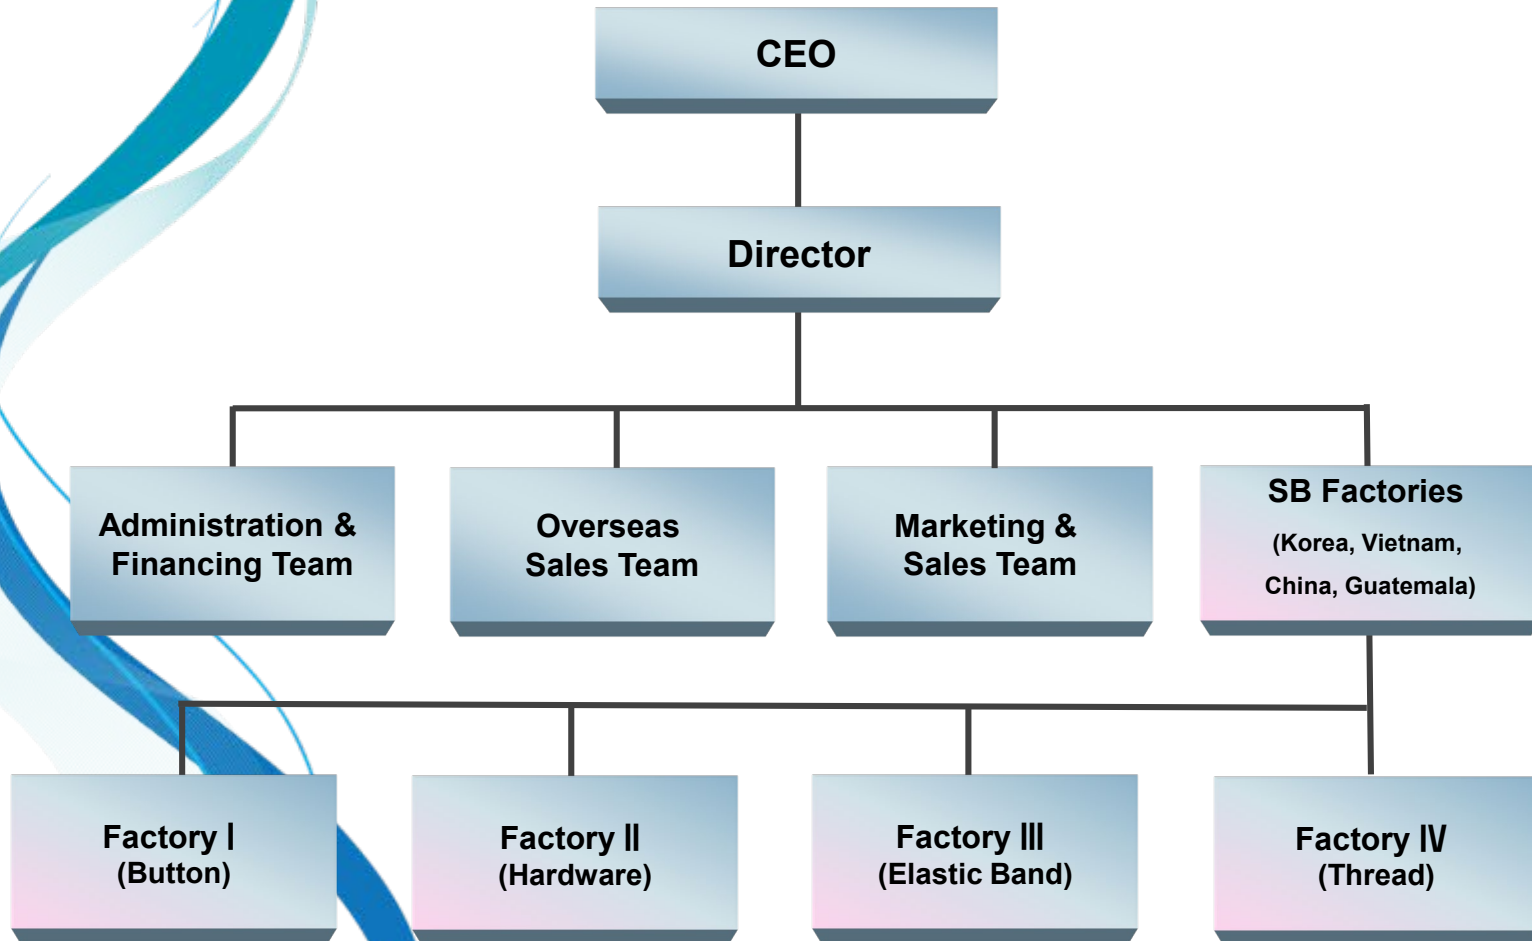 CEO
Director
Administration &
Financing Team
Overseas
Sales Team
Marketing &
Sales Team
SB Factories
(Korea, Vietnam,
China, Guatemala)
Factory Ⅰ
(Button)
Factory Ⅱ
(Hardware)
Factory Ⅲ
(Elastic Band)
Factory Ⅳ
(Thread)